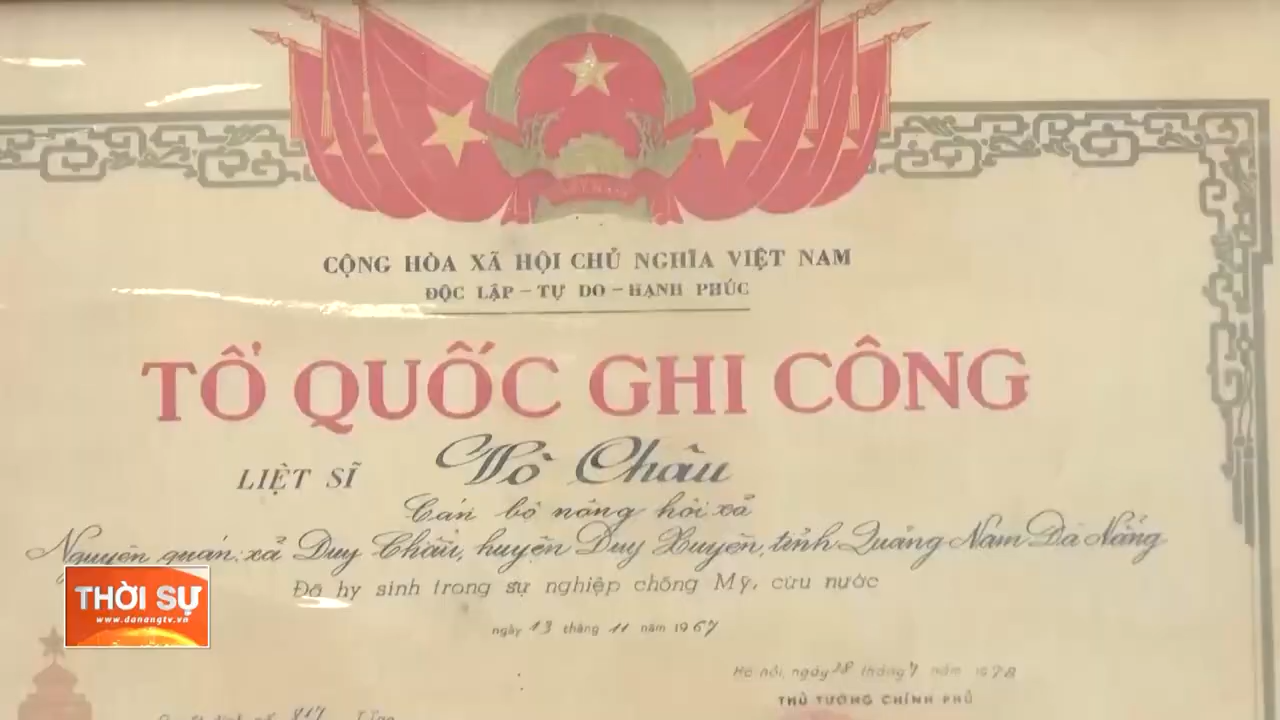 VIỆT NAM
CỘNG HÒA XÃ HỘI CHỦ NGHĨA VIỆT NAM
ĐỘC LẬP - TỰ DO - HẠNH PHÚC
TỔ QUỐC GHI CÔNG
LIỆT SĨ Võ Châu
Cán bộ nông hội xã
Nguyên quán: xã Duy Châu, huyện Duy Xuyên, tỉnh Quảng Nam Đà Nẵng
Đã hy sinh trong sự nghiệp chống Mỹ, cứu nước
ngày 13 tháng 11 năm 1967
Hà nội, ngày 28 tháng 7 năm 1978
THỦ TƯỚNG CHÍNH PHỦ
THỜI SỰ
www.danangtv.vn